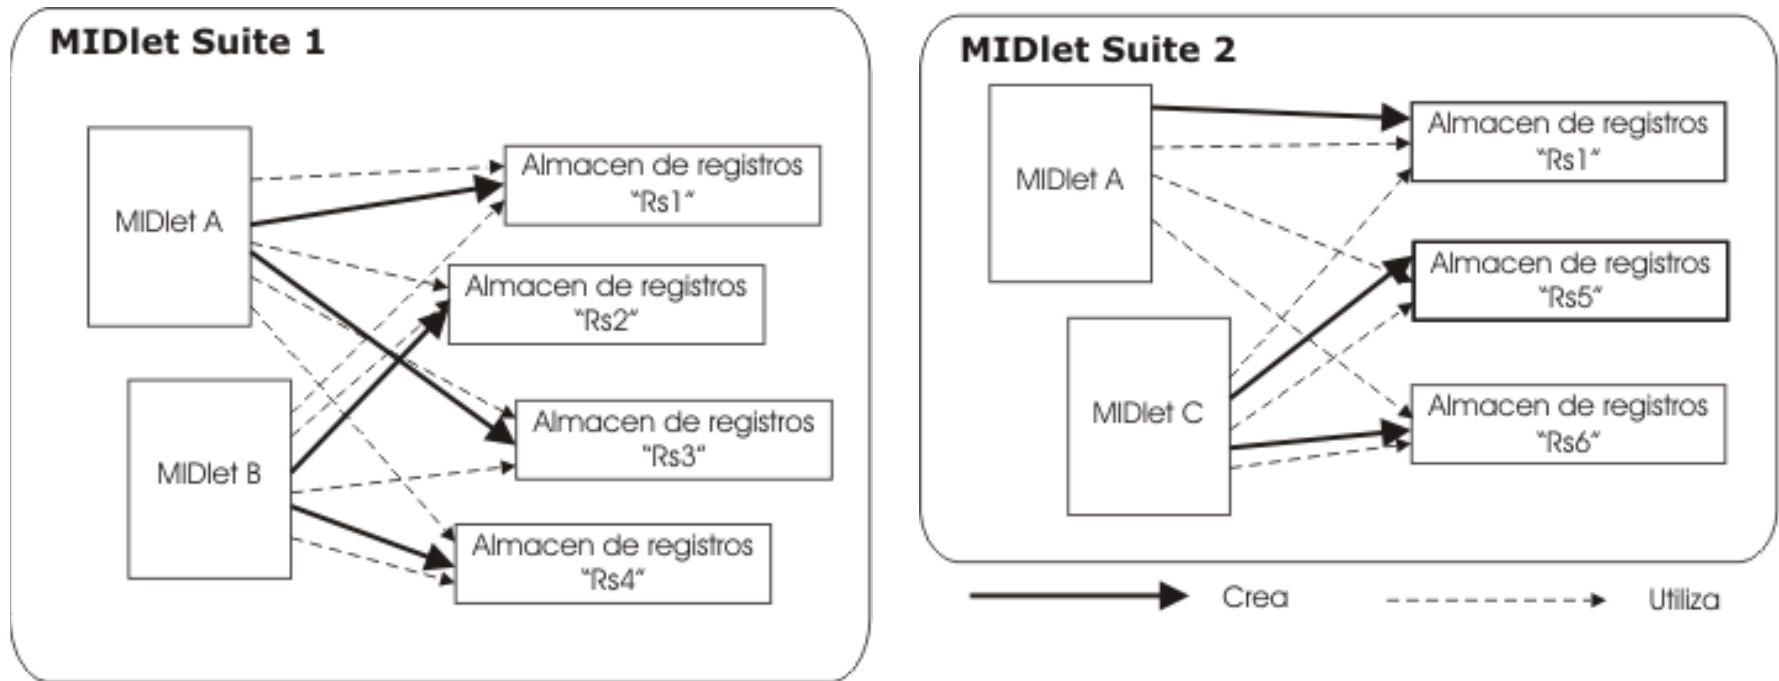 MIDlet Suite 1
MIDlet A
MIDlet B
Almacen de registros
"Rs1"
Almacen de registros
"Rs2"
Almacen de registros
"Rs3"
Almacen de registros
"Rs4"
MIDlet Suite 2
MIDlet A
MIDlet C
Almacen de registros
"Rs1"
Almacen de registros
"Rs5"
Almacen de registros
"Rs6"
Crea
Utiliza